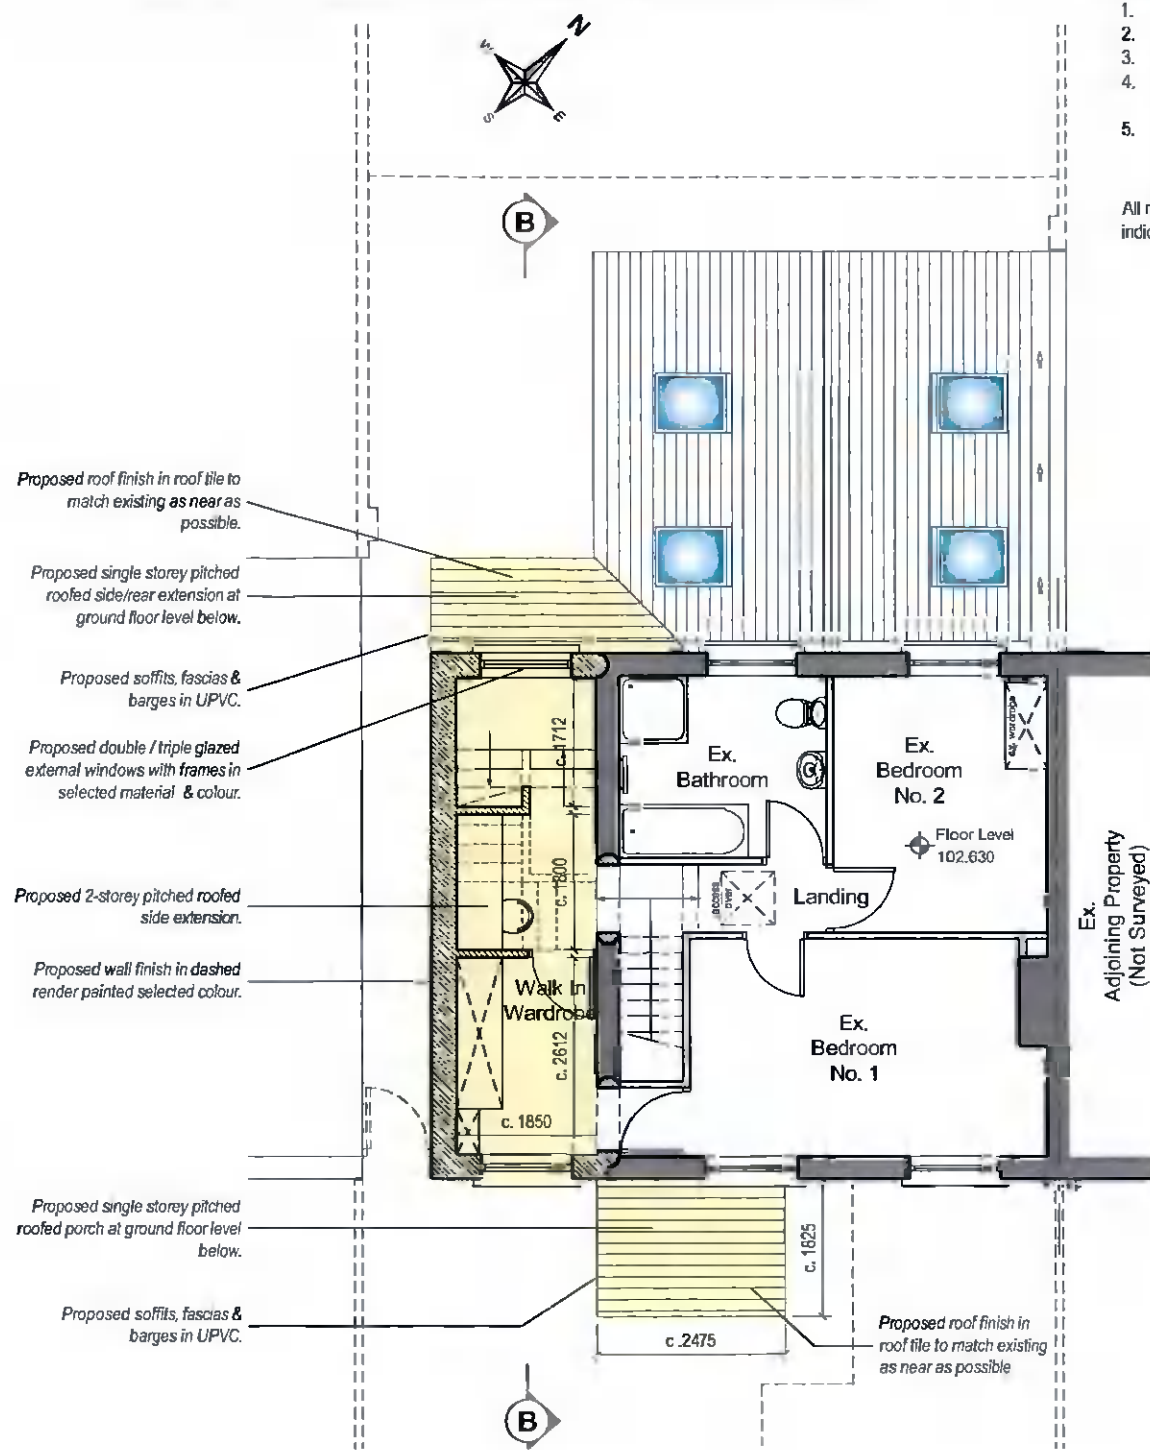 N
W
S
E
1.
2.
3.
4.
5.
B
All r
indic
Proposed roof finish in roof tile to
match existing as near as
possible.
Proposed single storey pitched
roofed side/rear extension at
ground floor level below.
Proposed soffits, fascias &
barges in UPVC.
Proposed double / triple glazed
external windows with frames in
selected material & colour.
Proposed 2-storey pitched roofed
side extension.
Proposed wall finish in dashed
render painted selected colour.
Proposed single storey pitched
roofed porch at ground floor level
below.
Proposed soffits, fascias &
barges in UPVC.
c. 1712
c. 1800
c. 2612
c. 1850
Walk In
Wardrobe
Ex.
Bathroom
Ex.
Bedroom
No. 2
wardrobe
Floor Level
102.630
access
over
Landing
Ex.
Bedroom
No. 1
Ex.
Adjoining Property
(Not Surveyed)
c. 1825
c .2475
Proposed roof finish in
roof tile to match existing
as near as possible
B